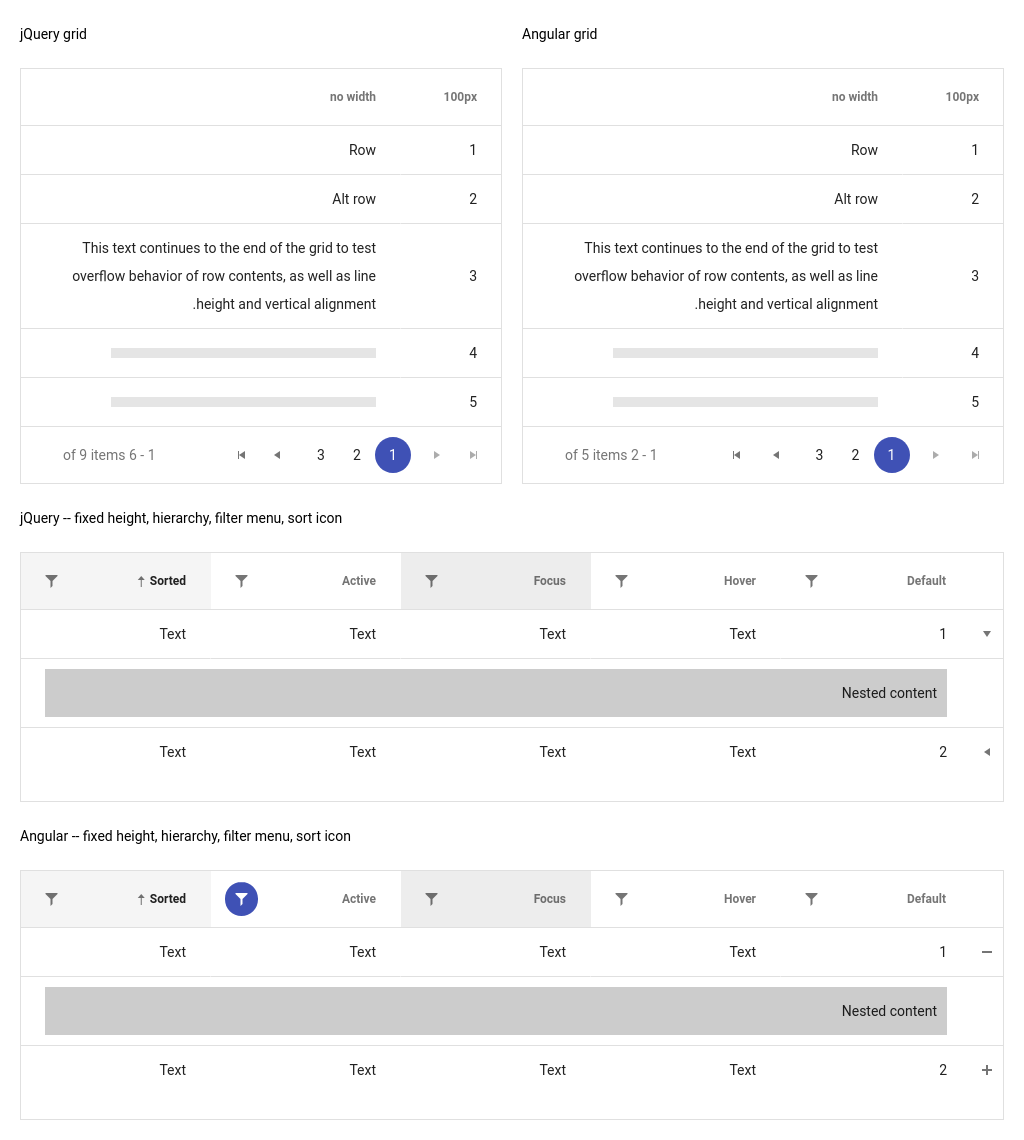 jQuery grid
Angular grid
no width 100px
Row 1
Alt row 2
This text continues to the end of the grid to test
overflow behavior of row contents, as well as line 3
.height and vertical alignment
4
5
of 9 items 6 - 1 3 2 1
no width 100px
Row 1
Alt row 2
This text continues to the end of the grid to test
overflow behavior of row contents, as well as line 3
.height and vertical alignment
4
5
of 5 items 2 - 1 3 2 1
jQuery -- fixed height, hierarchy, filter menu, sort icon
Sorted Active Focus Hover Default
Text Text Text Text 1
Nested content
Text Text Text Text 2
Angular -- fixed height, hierarchy, filter menu, sort icon
Sorted Active Focus Hover Default
Text Text Text Text 1
Nested content
Text Text Text Text 2